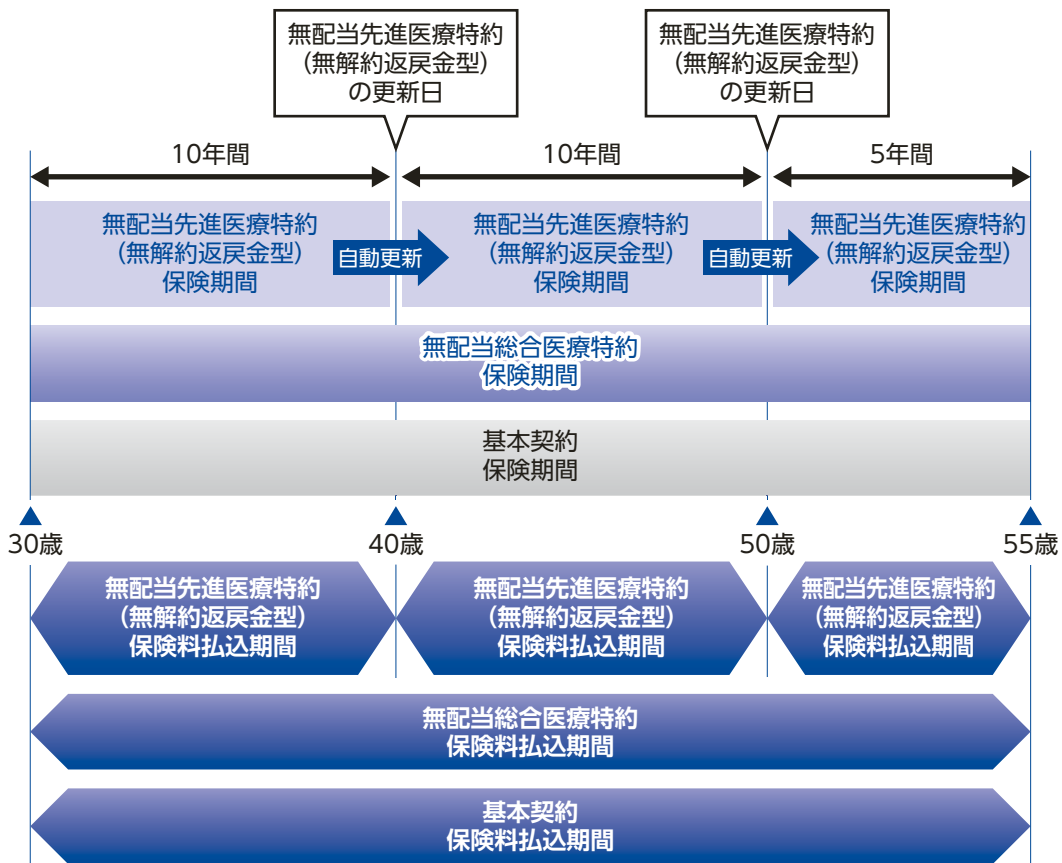 無配当先進医療特約
(無解約返戻金型)
の更新日
無配当先進医療特約
(無解約返戻金型)
の更新日
10年間
10年間
5年間
無配当先進医療特約
(無解約返戻金型)
保険期間
自動更新
無配当先進医療特約
(無解約返戻金型)
保険期間
自動更新
無配当先進医療特約
(無解約返戻金型)
保険期間
無配当総合医療特約
保険期間
基本契約
保険期間
30歳
40歳
50歳
55歳
無配当先進医療特約
(無解約返戻金型)
保険料払込期間
無配当先進医療特約
(無解約返戻金型)
保険料払込期間
無配当先進医療特約
(無解約返戻金型)
保険料払込期間
無配当総合医療特約
保険料払込期間
基本契約
保険料払込期間